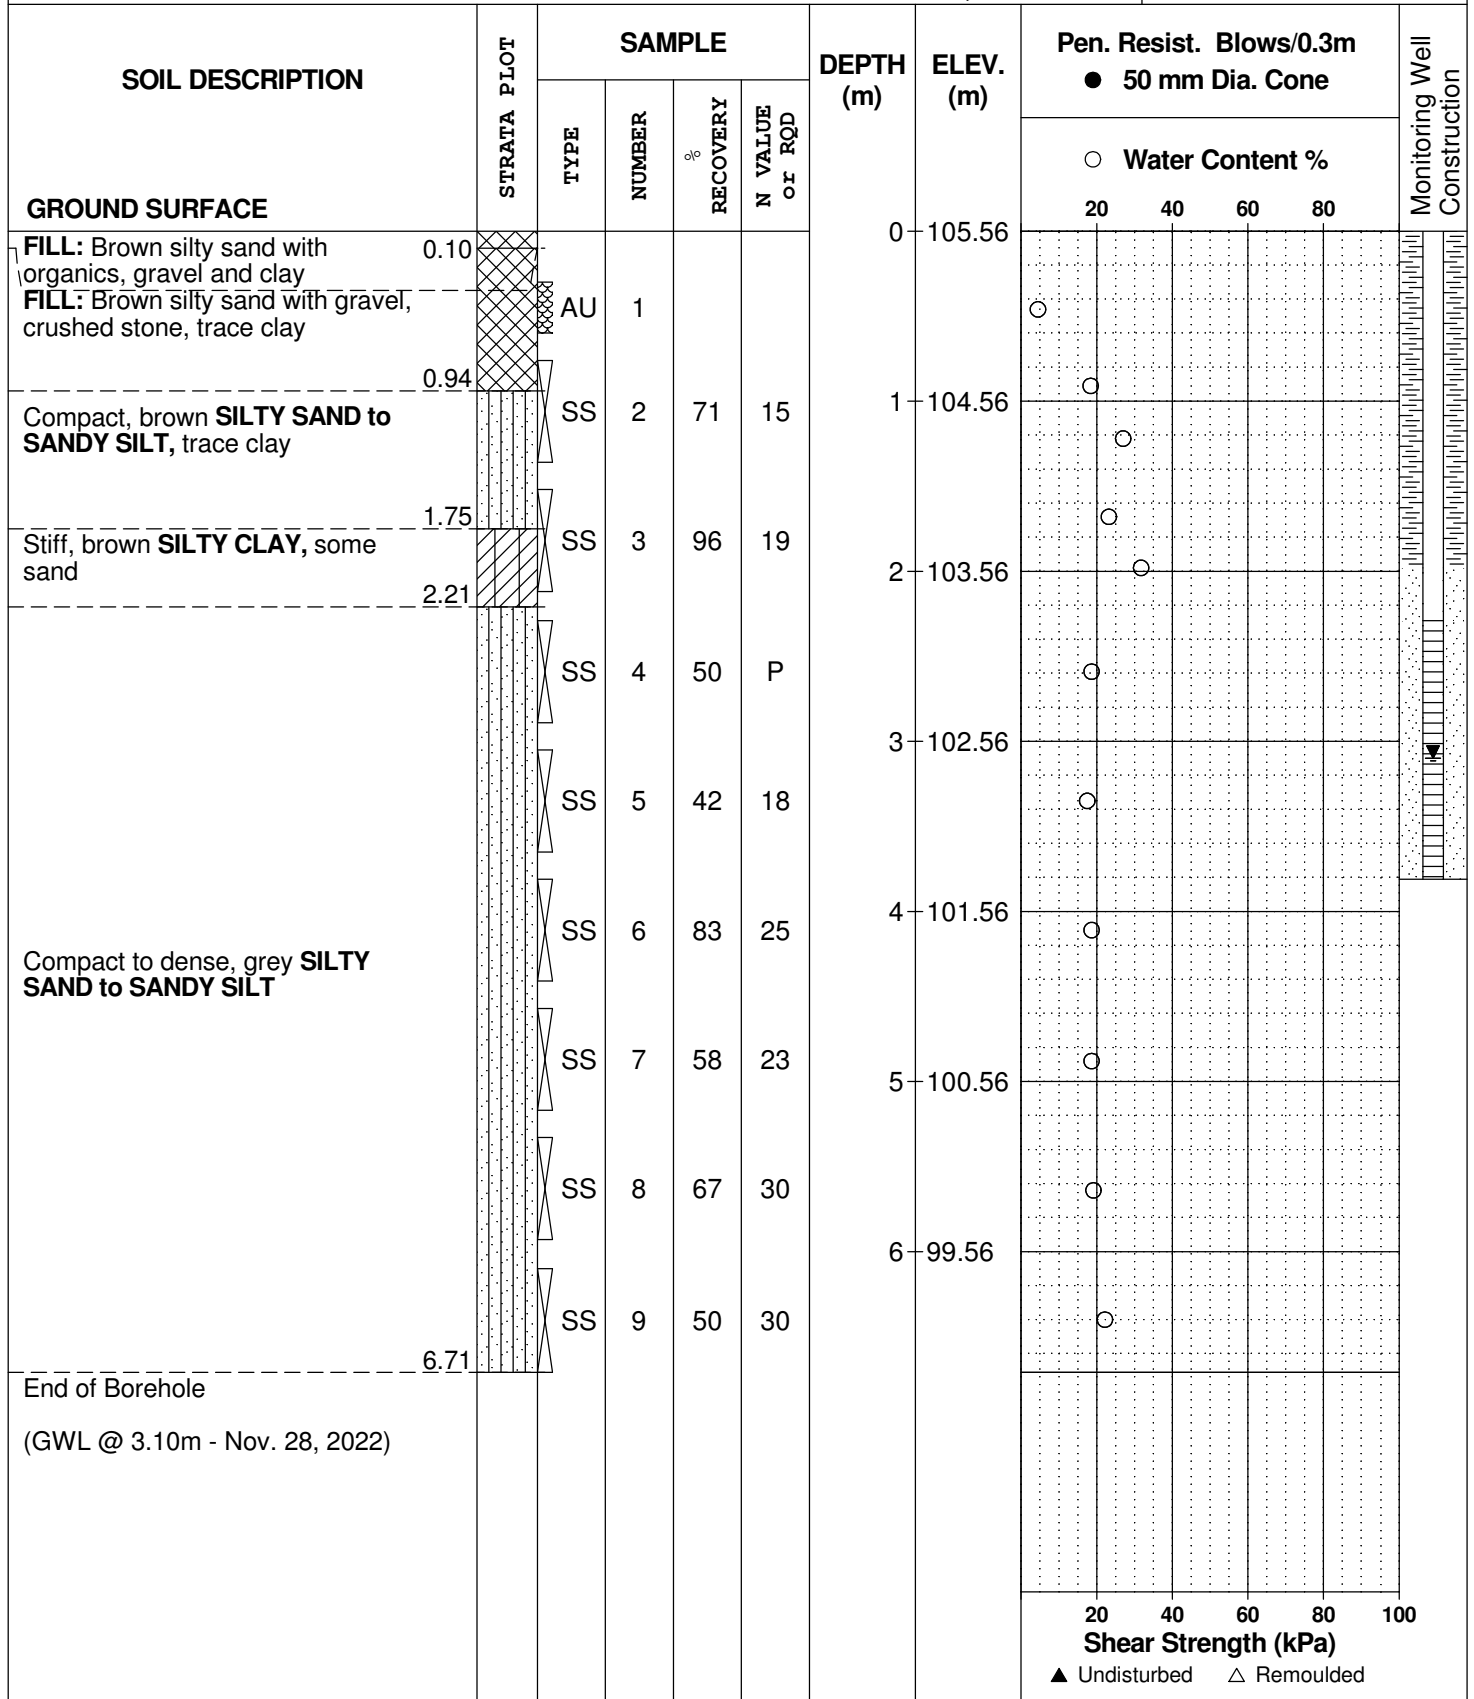 SOIL DESCRIPTION
GROUND SURFACE
STRATA PLOT
SAMPLE
TYPE
NUMBER
%
RECOVERY
N VALUE
or RQD
DEPTH
(m)
ELEV.
(m)
Pen. Resist. Blows/0.3m
● 50 mm Dia. Cone
○ Water Content %
20 40 60 80
Monitoring Well
Construction
0 105.56
FILL: Brown silty sand with 0.10
organics, gravel and clay
FILL: Brown silty sand with gravel,
crushed stone, trace clay
AU 1
0.94
1 104.56
Compact, brown SILTY SAND to
SANDY SILT, trace clay
SS 2 71 15
1.75
Stiff, brown SILTY CLAY, some
sand
SS 3 96 19
2 103.56
2.21
SS 4 50 P
3 102.56
SS 5 42 18
4 101.56
SS 6 83 25
Compact to dense, grey SILTY
SAND to SANDY SILT
SS 7 58 23
5 100.56
SS 8 67 30
6 99.56
SS 9 50 30
6.71
End of Borehole
(GWL @ 3.10m - Nov. 28, 2022)
20 40 60 80 100
Shear Strength (kPa)
▲ Undisturbed △ Remoulded